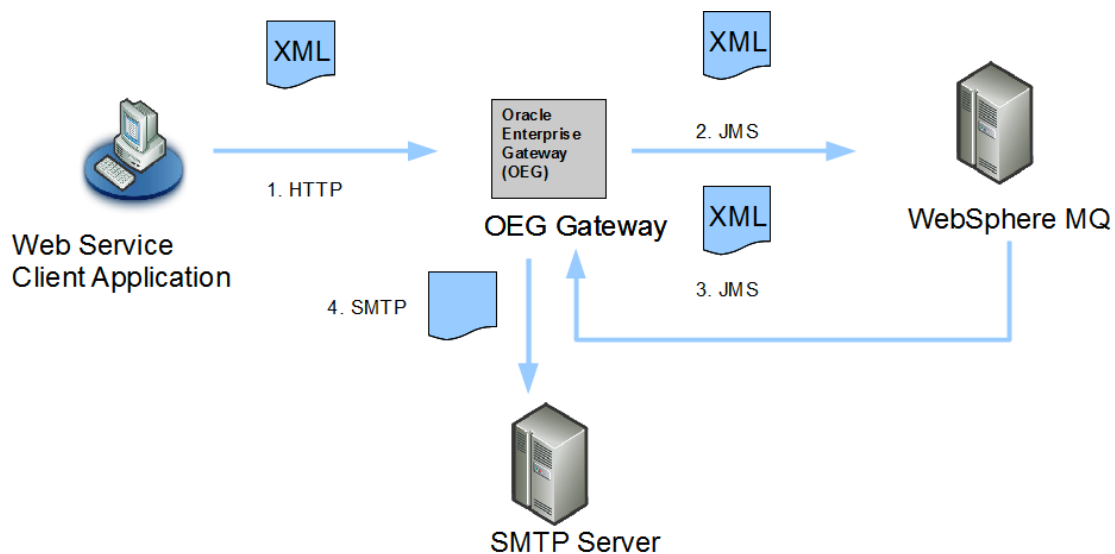 XML
XML
Oracle
Enterprise
Gateway
(OEG)
2. JMS
1. HTTP
XML
OEG Gateway
WebSphere MQ
Web Service
Client Application
3. JMS
4. SMTP
SMTP Server